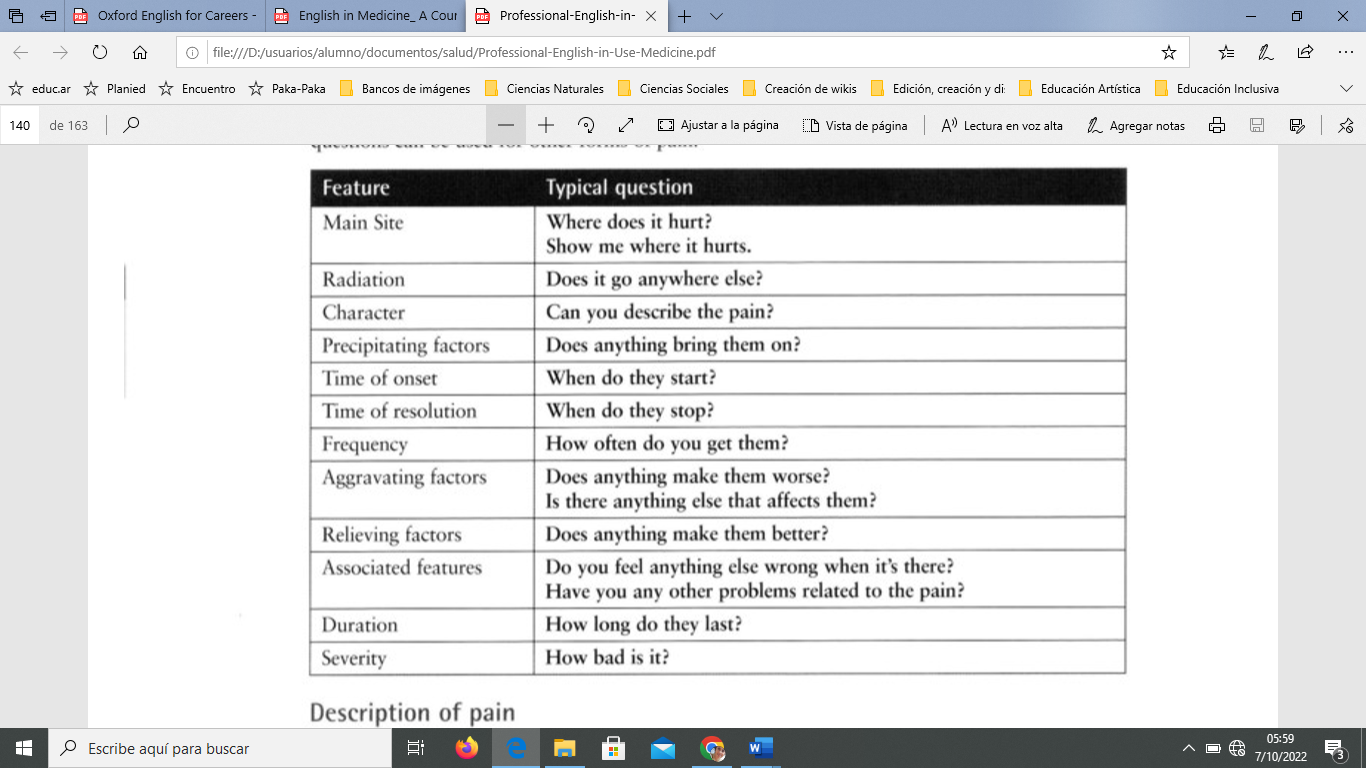 Oxford English for Careers -
English in Medicine_ A Cour
Professional-English-in-
file:///D:/usuarios/alumno/documentos/salud/Professional-English-in-Use-Medicine.pdf
educ.ar
Planied
Encuentro
Paka-Paka
Bancos de imágenes
Ciencias Naturales
Ciencias Sociales
Creación de wikis
Edición, creación y di
Educación Artística
Educación Inclusiva
140 de 163
Ajustar a la página
Vista de página
Lectura en voz alta
Agregar notas
questions can be used for other forms of pain.
Feature Typical question
Main Site Where does it hurt?
Show me where it hurts.
Radiation Does it go anywhere else?
Character Can you describe the pain?
Precipitating factors Does anything bring them on?
Time of onset When do they start?
Time of resolution When do they stop?
Frequency How often do you get them?
Aggravating factors Does anything make them worse?
Is there anything else that affects them?
Relieving factors Does anything make them better?
Associated features Do you feel anything else wrong when it's there?
Have you any other problems related to the pain?
Duration How long do they last?
Severity How bad is it?
Description of pain
Escribe aquí para buscar
05:59
7/10/2022
3